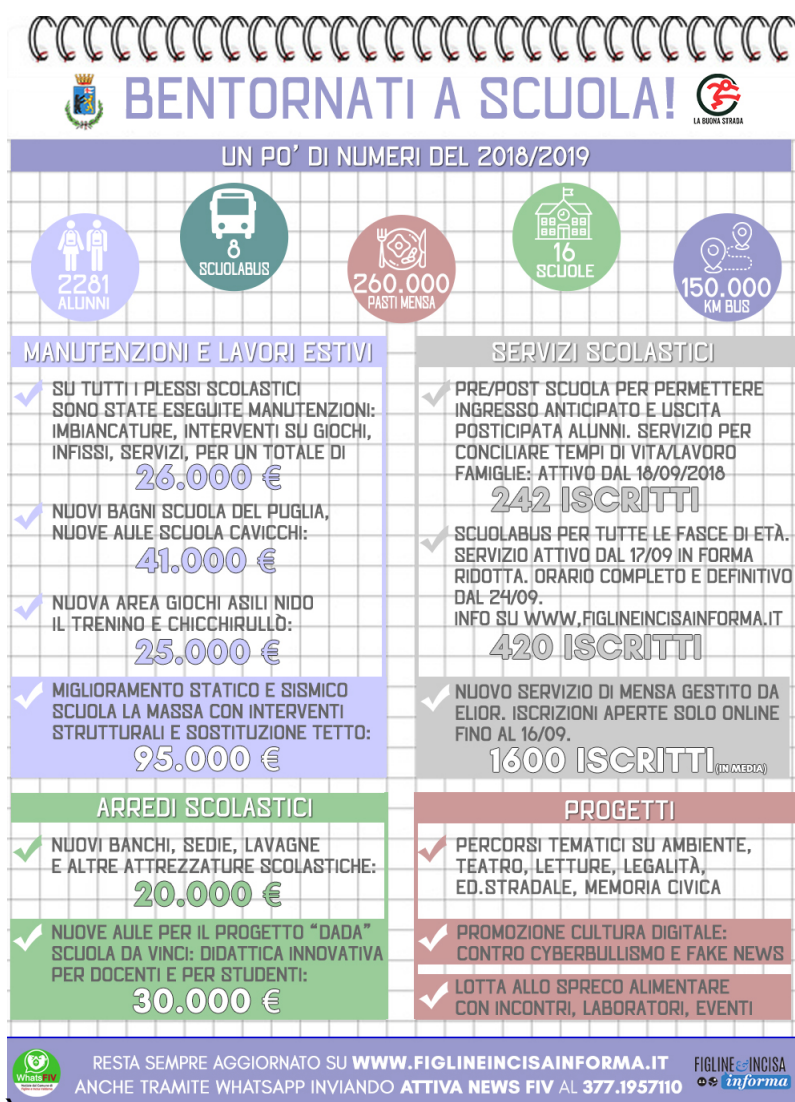 BENTORNATI A SCUOLA!
LA BUONA STRADA
UN PO' DI NUMERI DEL 2018/2019
2281
ALUNNI
8
SCUOLABUS
260.000
PASTI MENSA
16
SCUOLE
150.000
KM BUS
MANUTENZIONI E LAVORI ESTIVI
SU TUTTI I PLESSI SCOLASTICI
SONO STATE ESEGUITE MANUTENZIONI:
IMBIANCATURE, INTERVENTI SU GIOCHI,
INFISSI, SERVIZI, PER UN TOTALE DI
26.000 €
NUOVI BAGNI SCUOLA DEL PUGLIA,
NUOVE AULE SCUOLA CAVICCHI:
41.000 €
NUOVA AREA GIOCHI ASILI NIDO
IL TRENINO E CHICCHIRULLÒ:
25.000 €
MIGLIORAMENTO STATICO E SISMICO
SCUOLA LA MASSA CON INTERVENTI
STRUTTURALI E SOSTITUZIONE TETTO:
95.000 €
SERVIZI SCOLASTICI
PRE/POST SCUOLA PER PERMETTERE
INGRESSO ANTICIPATO E USCITA
POSTICIPATA ALUNNI. SERVIZIO PER
CONCILIARE TEMPI DI VITA/LAVORO
FAMIGLIE: ATTIVO DAL 18/09/2018
242 ISCRITTI
SCUOLABUS PER TUTTE LE FASCE DI ETÀ.
SERVIZIO ATTIVO DAL 17/09 IN FORMA
RIDOTTA. ORARIO COMPLETO E DEFINITIVO
DAL 24/09.
INFO SU WWW,FIGLINEINCISAINFORMA.IT
420 ISCRITTI
NUOVO SERVIZIO DI MENSA GESTITO DA
ELIOR. ISCRIZIONI APERTE SOLO ONLINE
FINO AL 16/09.
1600 ISCRITTI (IN MEDIA)
ARREDI SCOLASTICI
NUOVI BANCHI, SEDIE, LAVAGNE
E ALTRE ATTREZZATURE SCOLASTICHE:
20.000 €
NUOVE AULE PER IL PROGETTO "DADA"
SCUOLA DA VINCI: DIDATTICA INNOVATIVA
PER DOCENTI E PER STUDENTI:
30.000 €
PROGETTI
PERCORSI TEMATICI SU AMBIENTE,
TEATRO, LETTURE, LEGALITÀ,
ED.STRADALE, MEMORIA CIVICA
PROMOZIONE CULTURA DIGITALE:
CONTRO CYBERBULLISMO E FAKE NEWS
LOTTA ALLO SPRECO ALIMENTARE
CON INCONTRI, LABORATORI, EVENTI
WhatsFIV
RESTA SEMPRE AGGIORNATO SU WWW.FIGLINEINCISAINFORMA.IT
ANCHE TRAMITE WHATSAPP INVIANDO ATTIVA NEWS FIV AL 377.1957110
FIGLINE E INCISA
informa